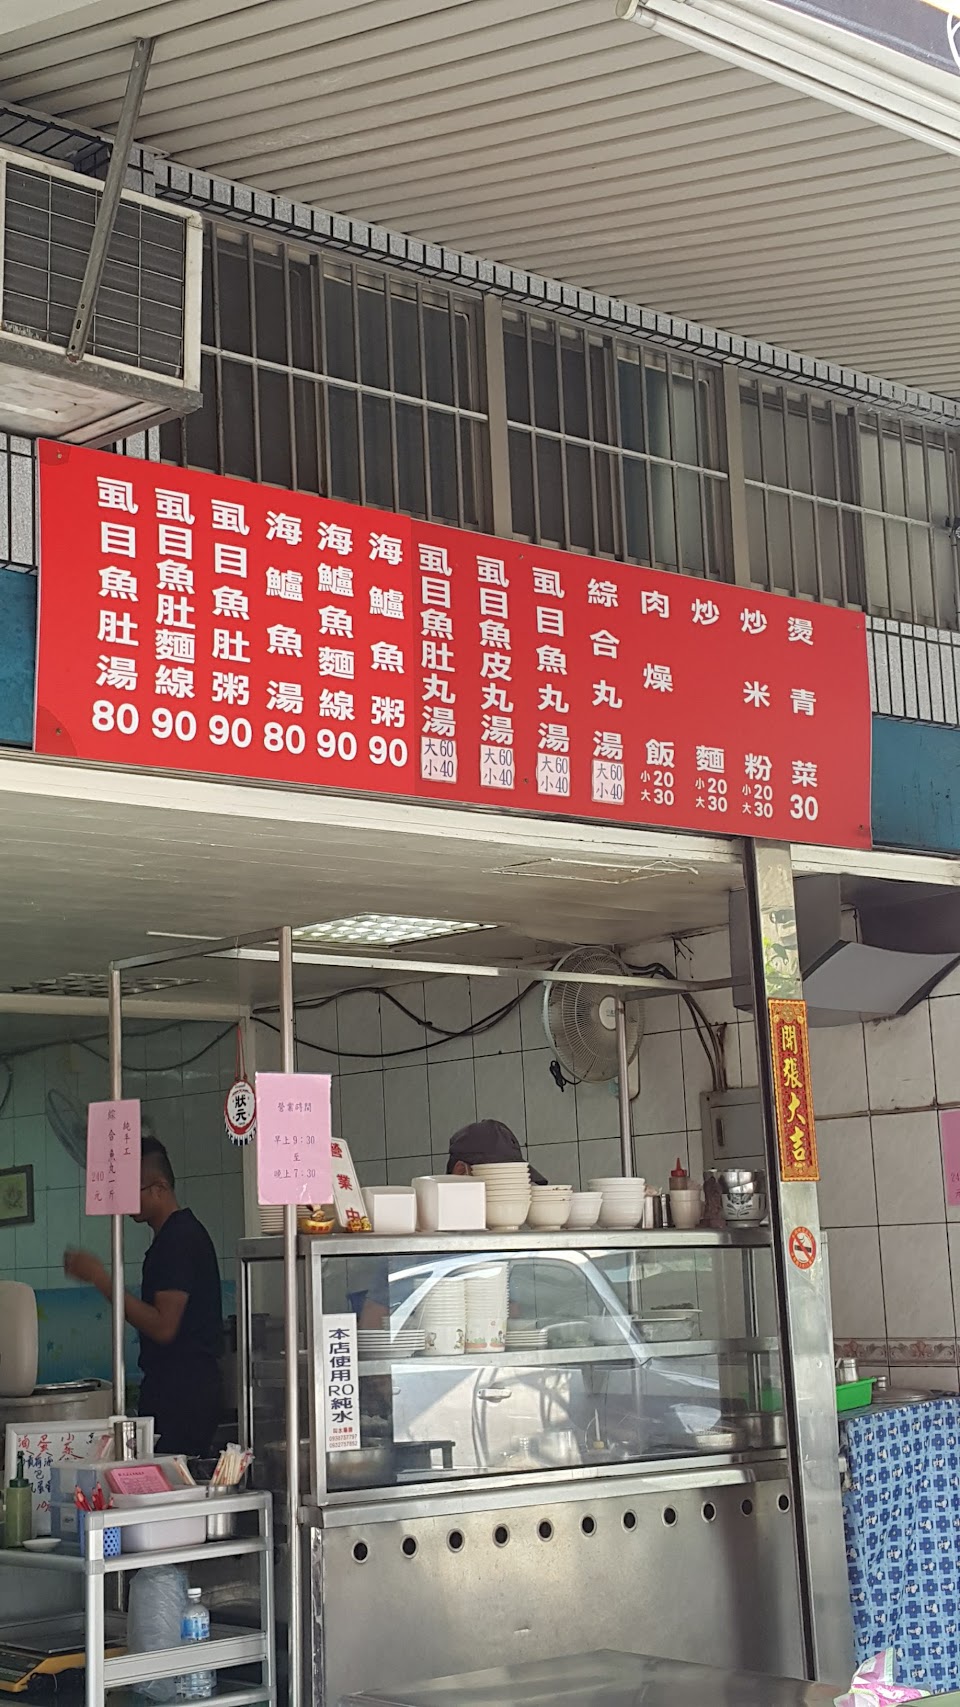 虱目魚肚湯 80
虱目魚肚麵線 90
虱目魚肚粥 90
海鱸魚湯 80
海鱸魚麵線 90
海鱸魚粥 90
虱目魚肚丸湯 大60 小40
虱目魚皮丸湯 大60 小40
虱目魚丸湯 大60 小40
綜合丸湯 大60 小40
肉燥飯 小20 大30
炒麵 小20 大30
炒米粉 小20 大30
燙青菜 30
開張大吉
狀元
營業時間
早上9:30
至
晚上7:30
純手工
綜合魚丸一斤
240元
營業中
本店使用RO純水